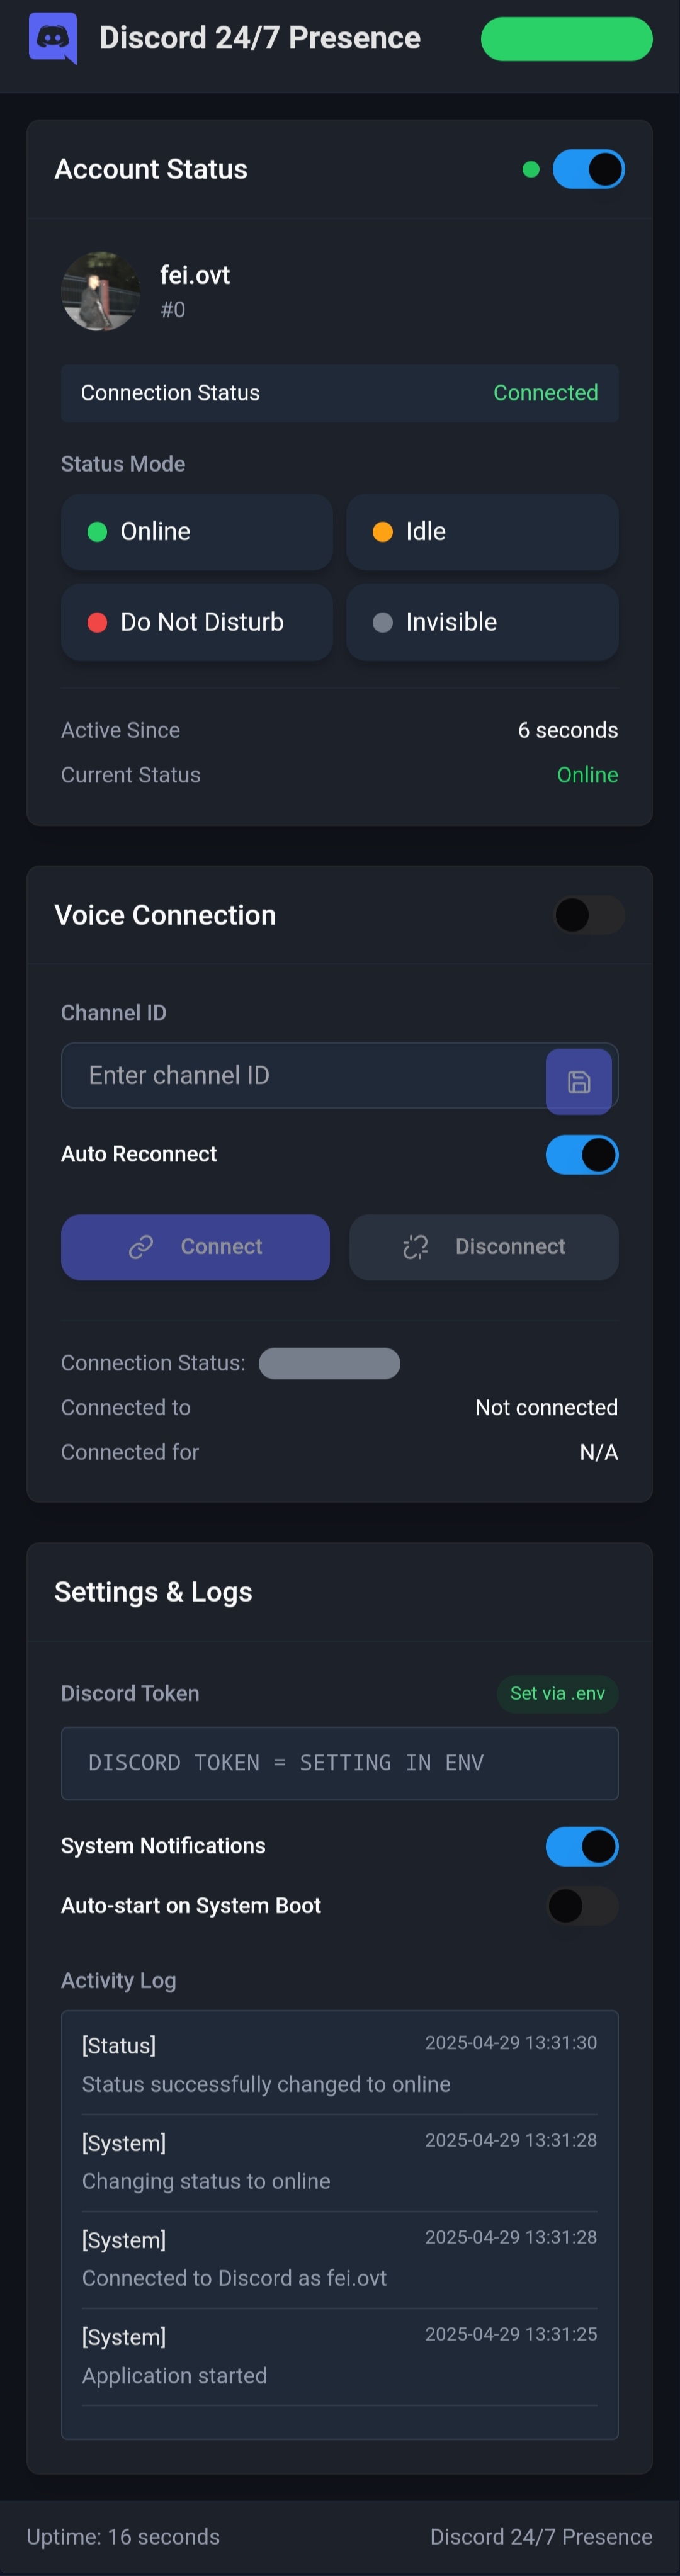 Discord 24/7 Presence
Account Status
fei.ovt
#0
Connection Status Connected
Status Mode
Online Idle
Do Not Disturb Invisible
Active Since 6 seconds
Current Status Online
Voice Connection
Channel ID
Enter channel ID
Auto Reconnect
Connect Disconnect
Connection Status:
Connected to Not connected
Connected for N/A
Settings & Logs
Discord Token Set via .env
DISCORD TOKEN = SETTING IN ENV
System Notifications
Auto-start on System Boot
Activity Log
[Status] 2025-04-29 13:31:30
Status successfully changed to online
[System] 2025-04-29 13:31:28
Changing status to online
[System] 2025-04-29 13:31:28
Connected to Discord as fei.ovt
[System] 2025-04-29 13:31:25
Application started
Uptime: 16 seconds Discord 24/7 Presence